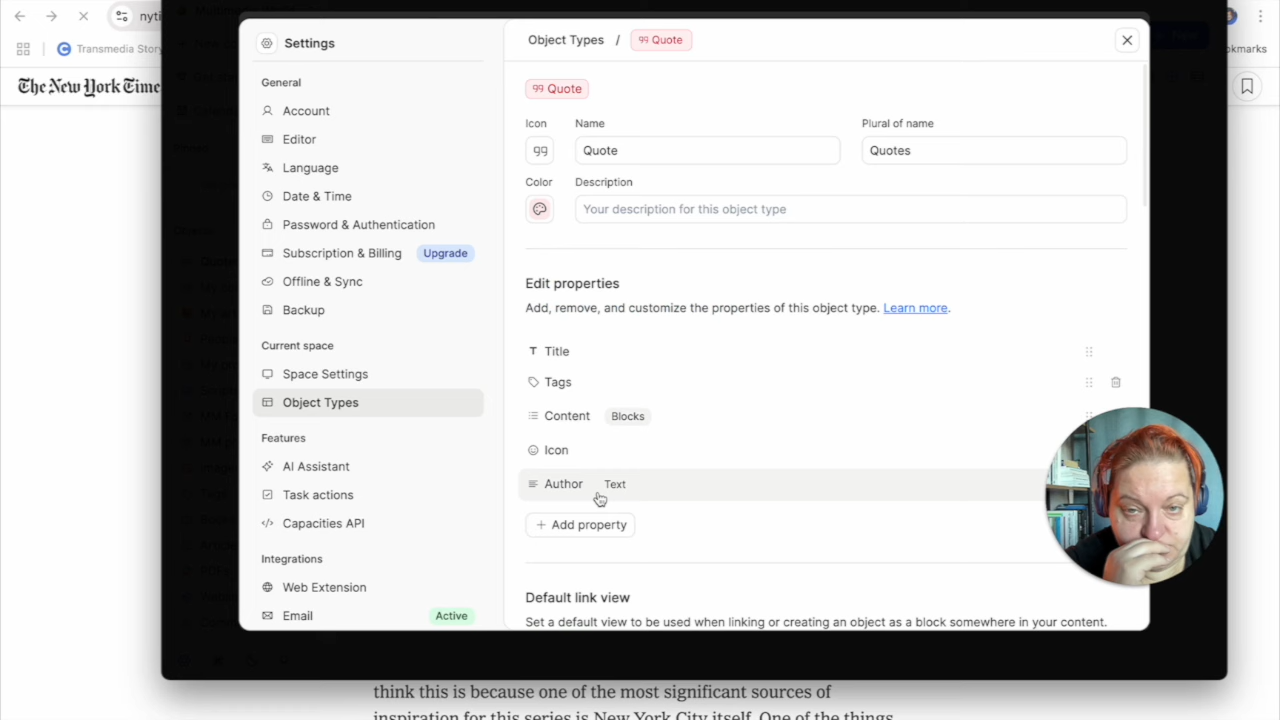 nyti
Transmedia Story
okmarks
The New York Times
Settings
General
Account
Editor
Language
Date & Time
Password & Authentication
Subscription & Billing Upgrade
Offline & Sync
Backup
Current space
Space Settings
Object Types
Features
AI Assistant
Task actions
Capacities API
Integrations
Web Extension
Email Active
Object Types / Quote
Quote
Icon Name Plural of name
Quote Quotes
Color Description
Your description for this object type
Edit properties
Add, remove, and customize the properties of this object type. Learn more.
Title
Tags
Content Blocks
Icon
Author Text
+ Add property
Default link view
Set a default view to be used when linking or creating an object as a block somewhere in your content.
think this is because one of the most significant sources of
inspiration for this series is New York City itself. One of the things